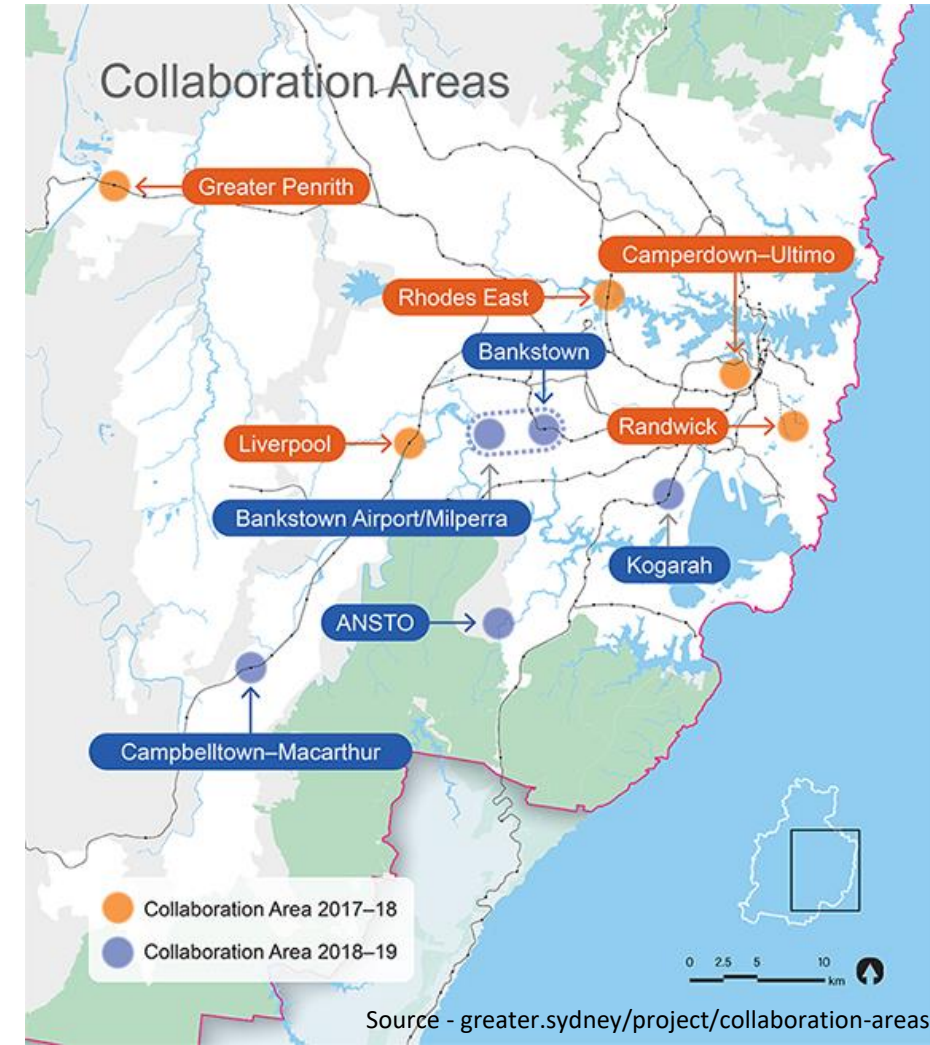 Collaboration Areas
Greater Penrith
Camperdown–Ultimo
Rhodes East
Bankstown
Randwick
Liverpool
Bankstown Airport/Milperra
Kogarah
ANSTO
Campbelltown–Macarthur
Collaboration Area 2017–18
Collaboration Area 2018–19
0 2.5 5 10
km
Source - greater.sydney/project/collaboration-areas